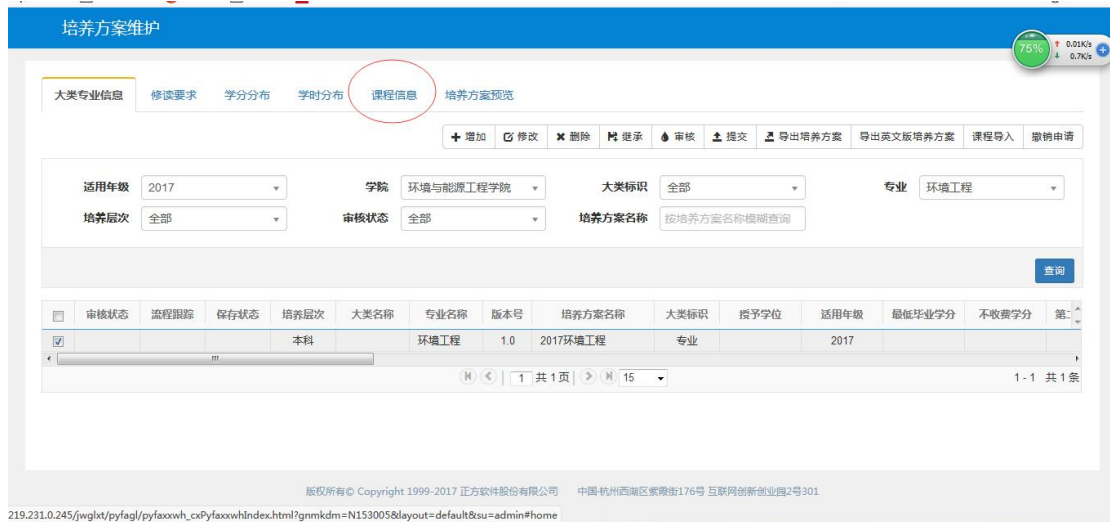 培养方案维护
75%
0.01K/s
0.7K/s
大类专业信息 修读要求 学分分布 学时分布 课程信息 培养方案预览
增加 修改 删除 继承 审核 提交 导出培养方案 导出英文版培养方案 课程导入 撤销申请
适用年级 2017 学院 环境与能源工程学院 大类标识 全部 专业 环境工程
培养层次 全部 审核状态 全部 培养方案名称 按培养方案名称模糊查询
查询
审核状态 流程跟踪 保存状态 培养层次 大类名称 专业名称 版本号 培养方案名称 大类标识 授予学位 适用年级 最低毕业学分 不收费学分 第二
本科 环境工程 1.0 2017环境工程 专业 2017
1 共 1 页 15 1 - 1 共 1 条
版权所有© Copyright 1999-2017 正方软件股份有限公司 中国·杭州西湖区紫霞街176号 互联网创新创业园2号301
219.231.0.245/jwglxt/pyfagl/pyfaxxwh_cxPyfaxxwhIndex.html?gnmkdm=N153005&layout=default&su=admin#home